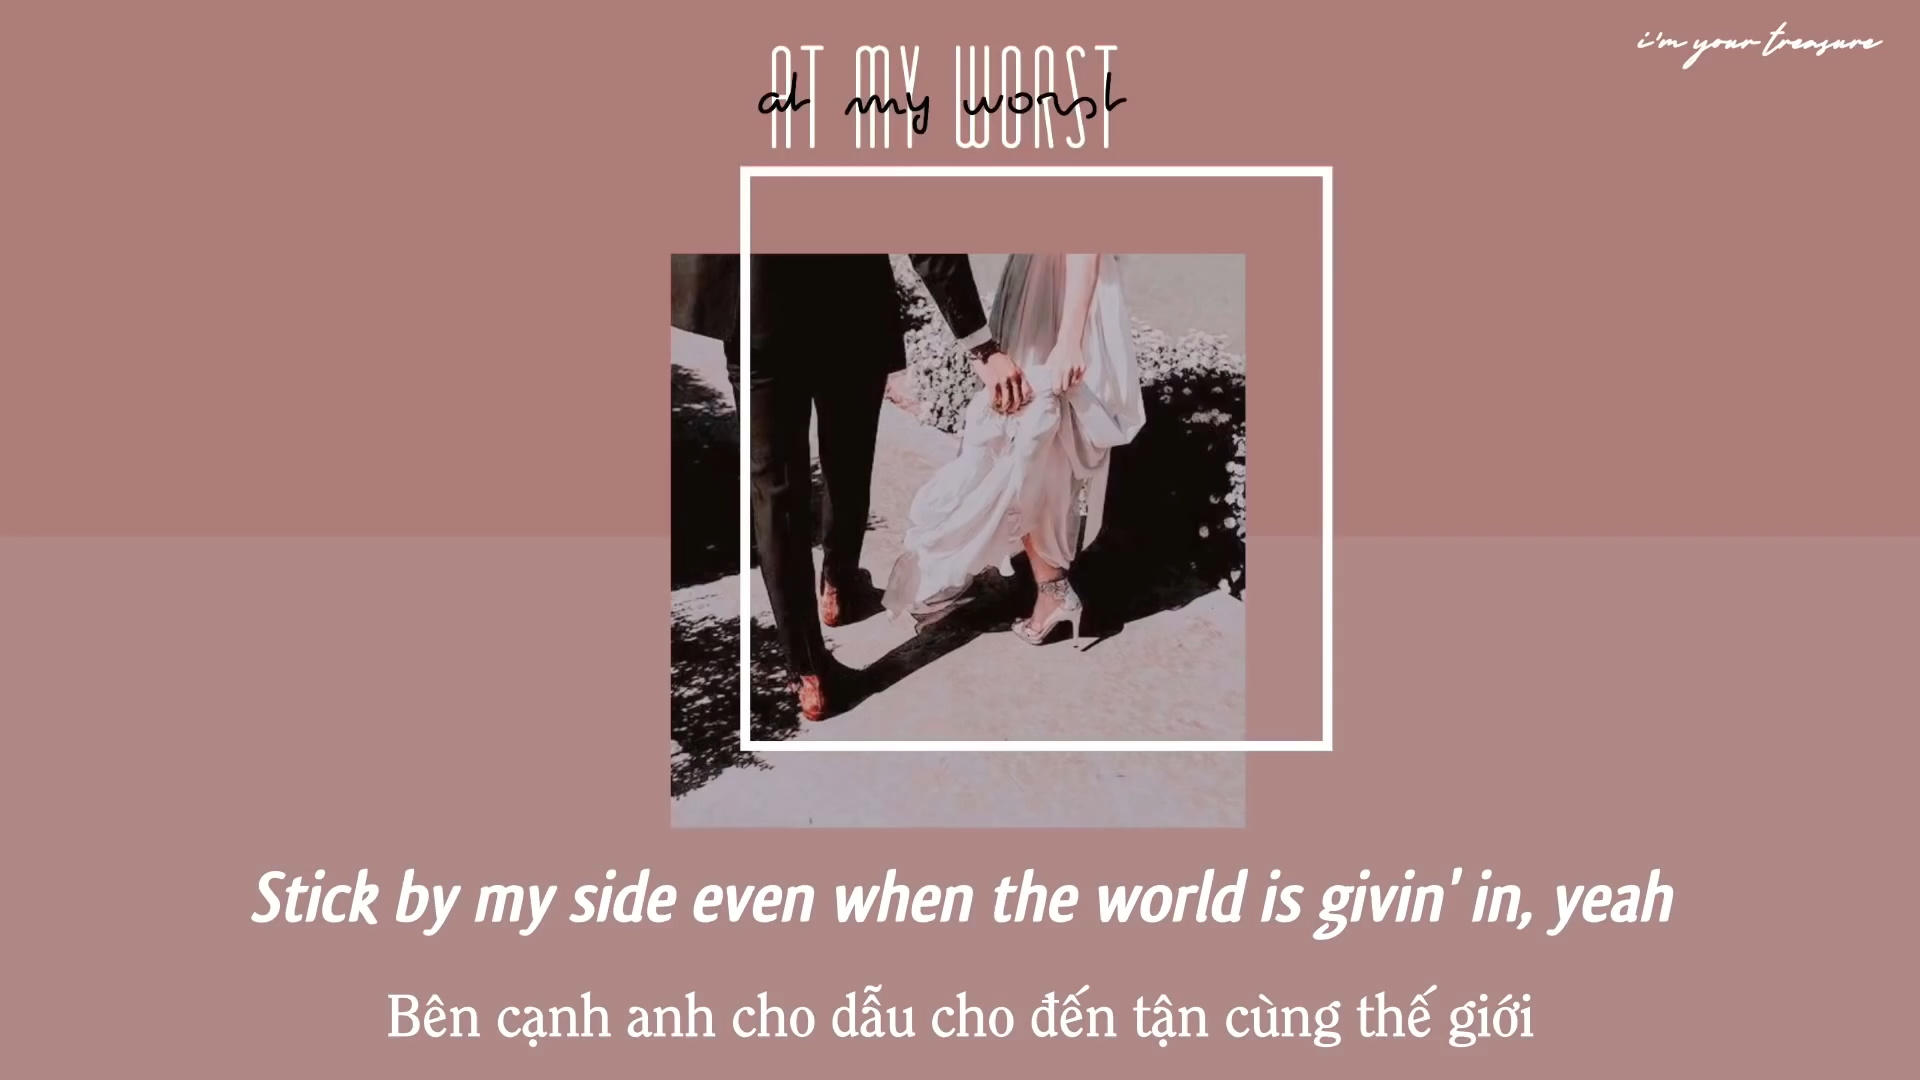 i'm your treasure
AT MY WORST
at my worst
Stick by my side even when the world is givin' in, yeah
Bên cạnh anh cho dẫu cho đến tận cùng thế giới